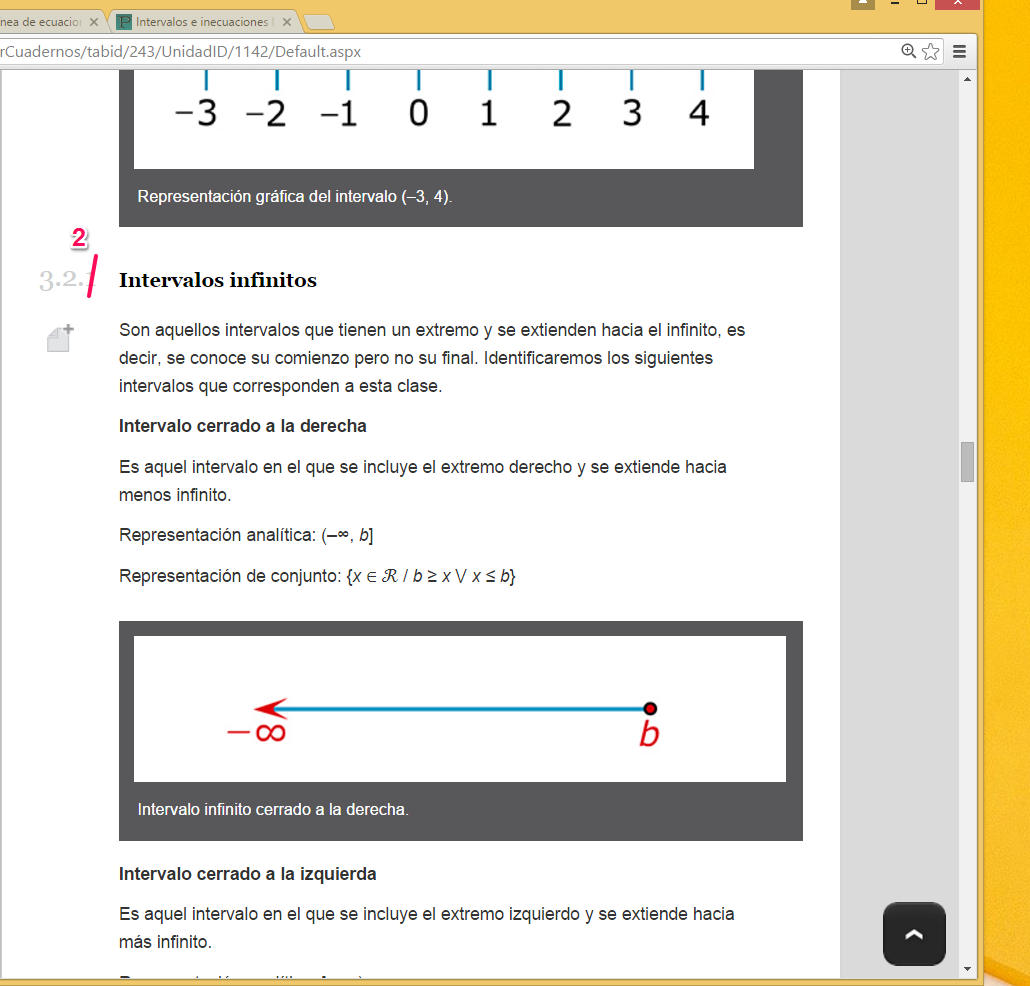 nea de ecuacion
Intervalos e inecuaciones
rCuadernos/tabid/243/UnidadID/1142/Default.aspx
−3 −2 −1 0 1 2 3 4
Representación gráfica del intervalo (–3, 4).
2
3.2.1 Intervalos infinitos
Son aquellos intervalos que tienen un extremo y se extienden hacia el infinito, es
decir, se conoce su comienzo pero no su final. Identificaremos los siguientes
intervalos que corresponden a esta clase.
Intervalo cerrado a la derecha
Es aquel intervalo en el que se incluye el extremo derecho y se extiende hacia
menos infinito.
Representación analítica: (–∞, b]
Representación de conjunto: {x ∈ ℛ / b ≥ x ⋁ x ≤ b}
−∞ b
Intervalo infinito cerrado a la derecha.
Intervalo cerrado a la izquierda
Es aquel intervalo en el que se incluye el extremo izquierdo y se extiende hacia
más infinito.